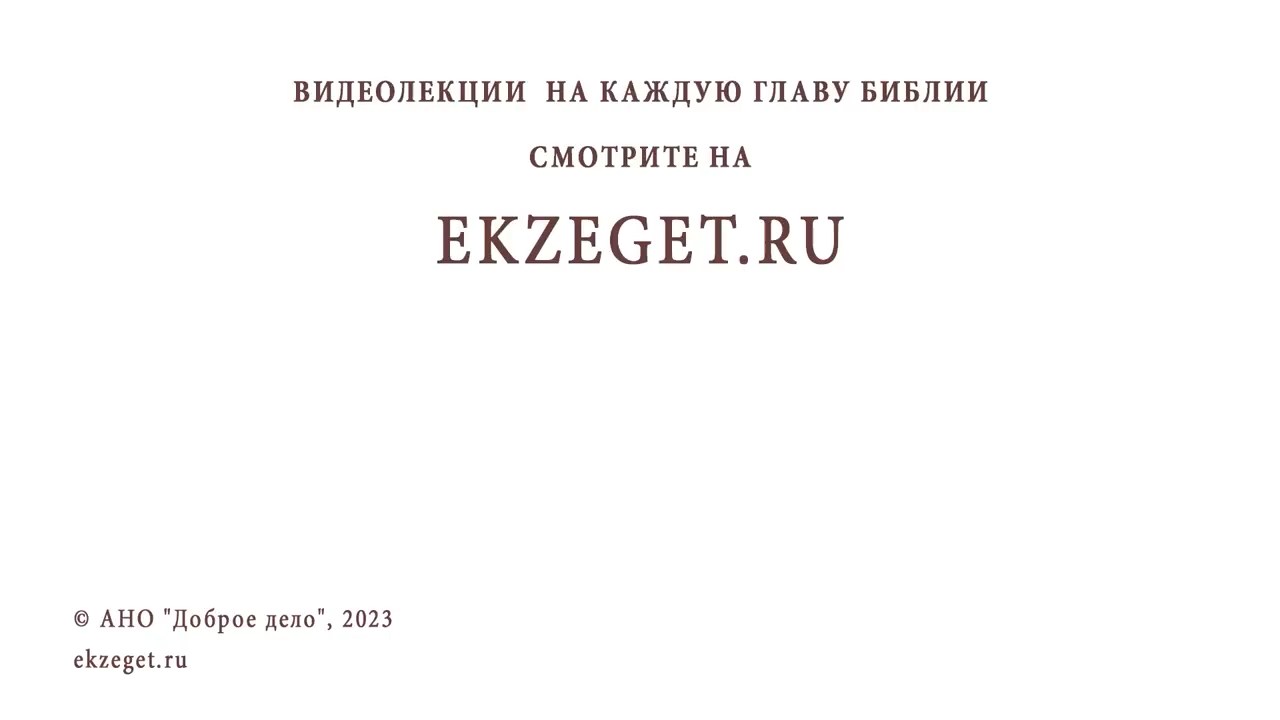 ВИДЕОЛЕКЦИИ НА КАЖДУЮ ГЛАВУ БИБЛИИ
СМОТРИТЕ НА
EKZEGET.RU
© АНО "Доброе дело", 2023
ekzeget.ru